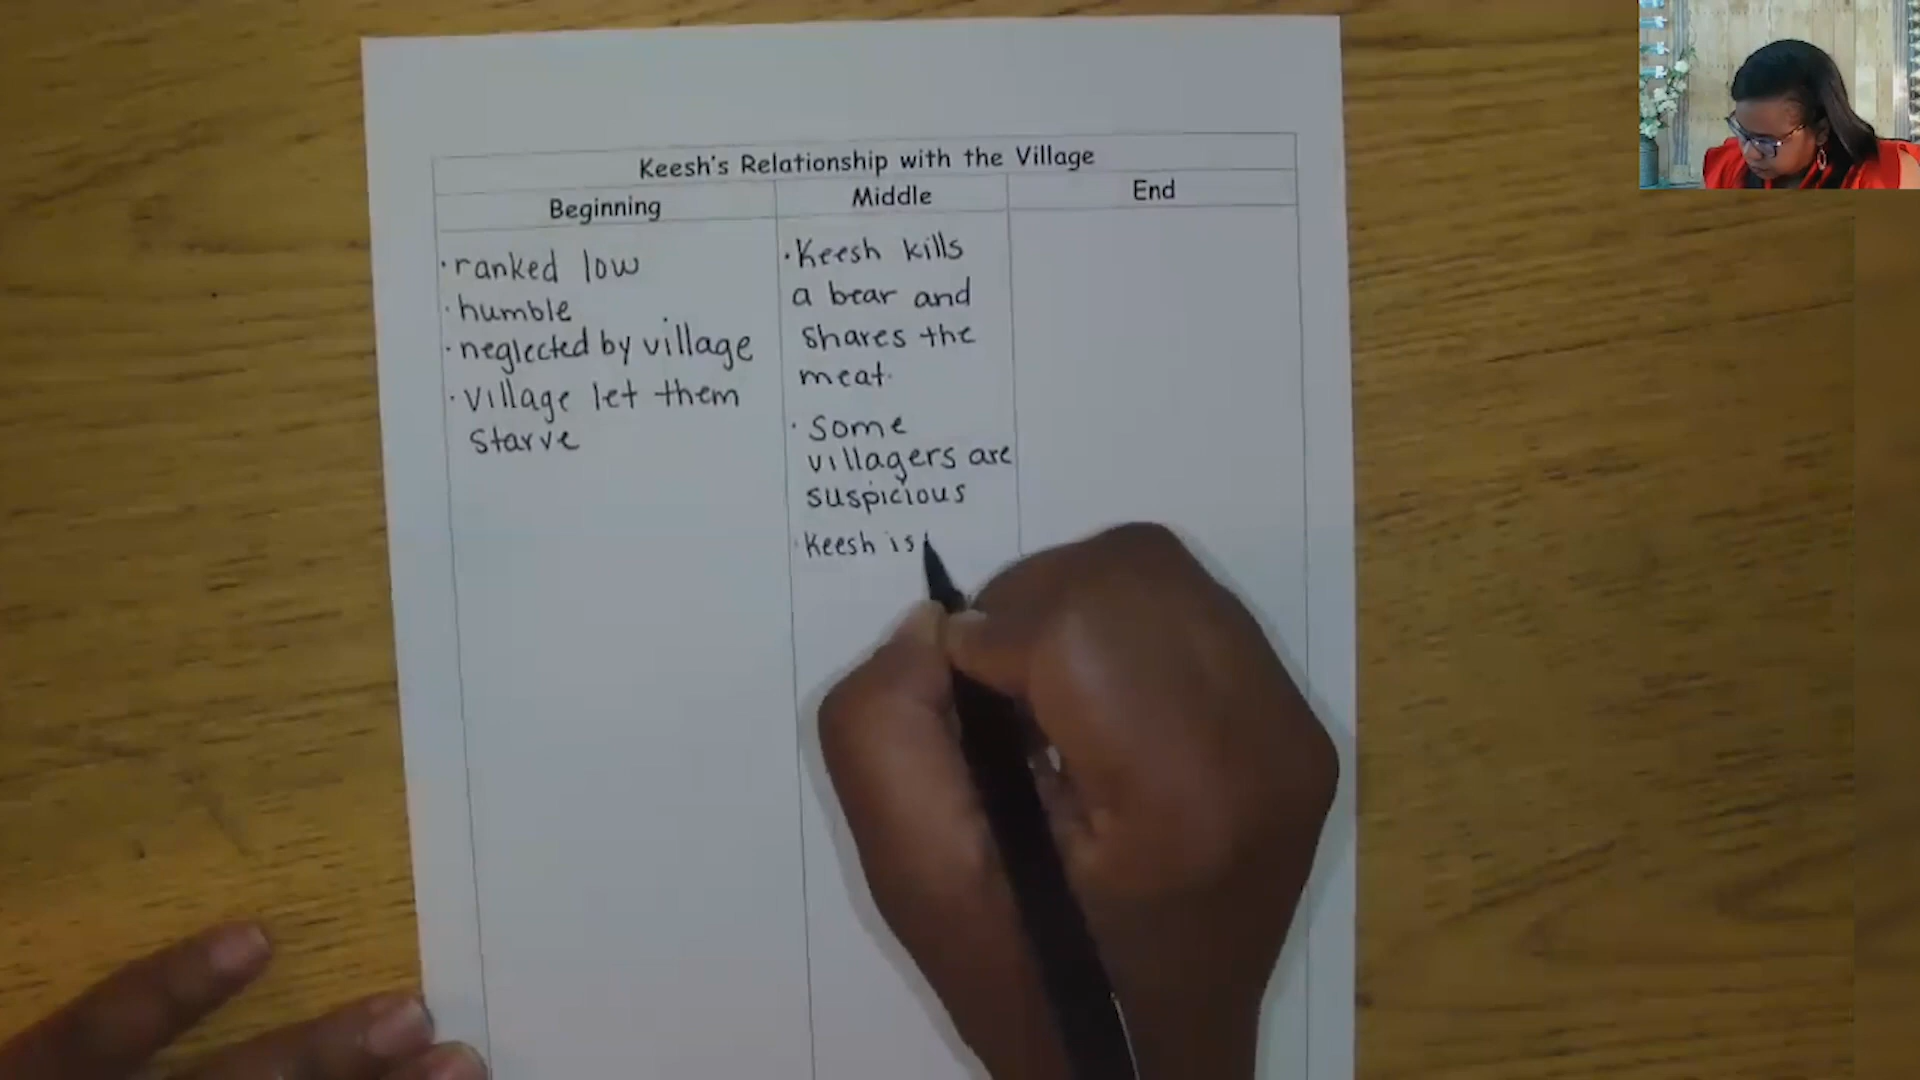 Keesh's Relationship with the Village
Beginning
Middle
End
·ranked low
·humble
·neglected by village
·village let them
starve
·Keesh kills
a bear and
shares the
meat.
·Some
villagers are
suspicious
·Keesh is